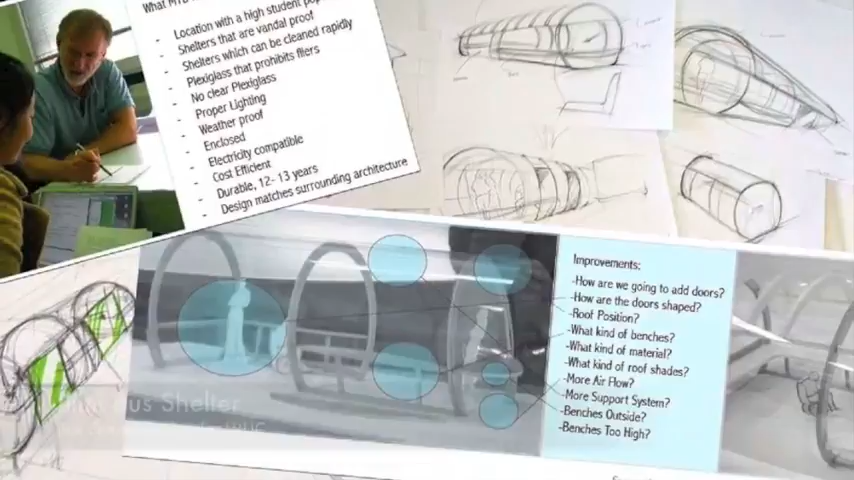 What MTD
Location with a high student
- Shelters that are vandal proof
- Shelters which can be cleaned rapidly
- Plexiglass that prohibits fliers
- No clear Plexiglass
- Proper Lighting
- Weather proof
- Enclosed
- Electricity compatible
- Cost Efficient
- Durable, 12- 13 years
- Design matches surrounding architecture
Improvements:
-How are we going to add doors?
-How are the doors shaped?
-Roof Position?
-What kind of benches?
-What kind of material?
-What kind of roof shades?
-More Air Flow?
-More Support System?
-Benches Outside?
-Benches Too High?
Bus Shelter